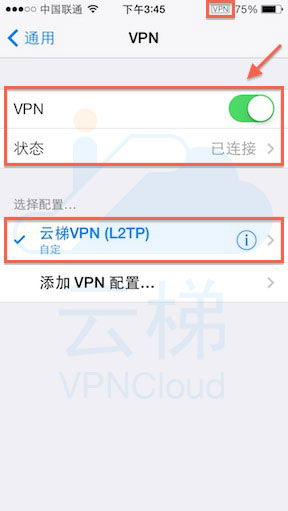 中国联通 下午3:45 VPN 75%
通用 VPN
VPN
状态 已连接
选择配置...
云梯VPN (L2TP)
自定
添加 VPN 配置...
云梯
VPNCloud